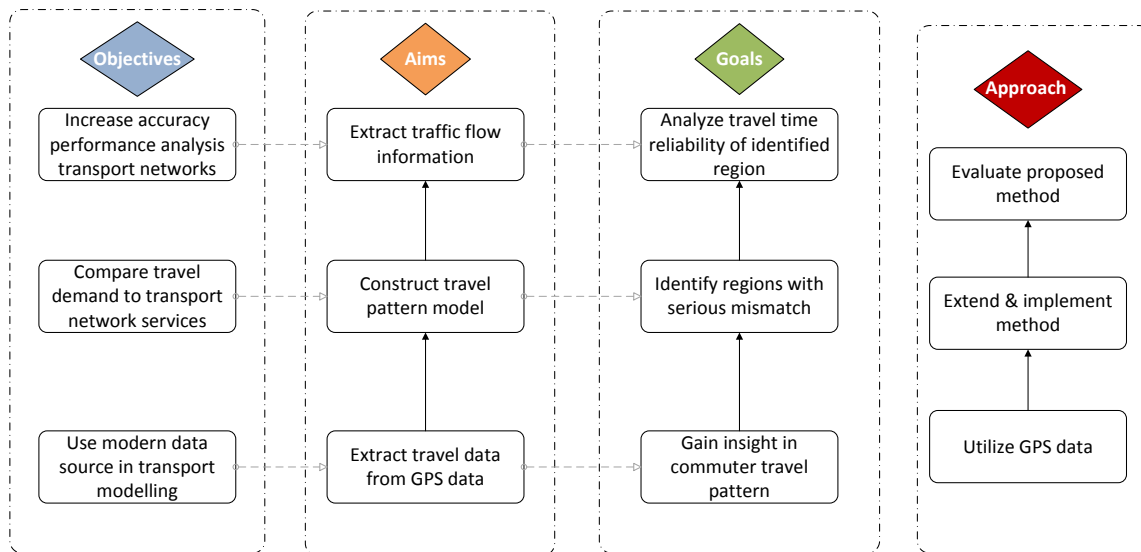 Objectives
Increase accuracy
performance analysis
transport networks
Compare travel
demand to transport
network services
Use modern data
source in transport
modelling
Aims
Extract traffic flow
information
Construct travel
pattern model
Extract travel data
from GPS data
Goals
Analyze travel time
reliability of identified
region
Identify regions with
serious mismatch
Gain insight in
commuter travel
pattern
Approach
Evaluate proposed
method
Extend & implement
method
Utilize GPS data